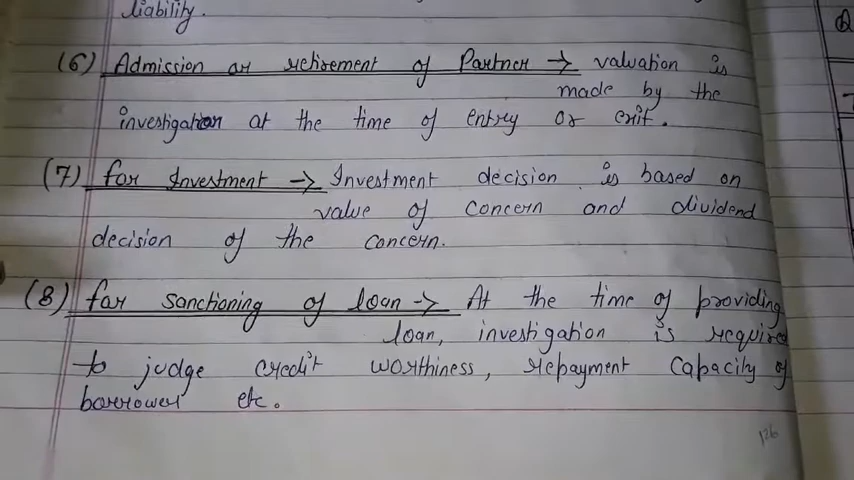 liability.
(6) Admission or retirement of Partner → valuation is
made by the
investigation at the time of entry or exit.
(7) for Investment → Investment decision is based on
value of concern and dividend
decision of the concern.
(8) for sanctioning of loan → At the time of providing
loan, investigation is required
to judge credit worthiness, repayment capacity of
borrower etc.
126